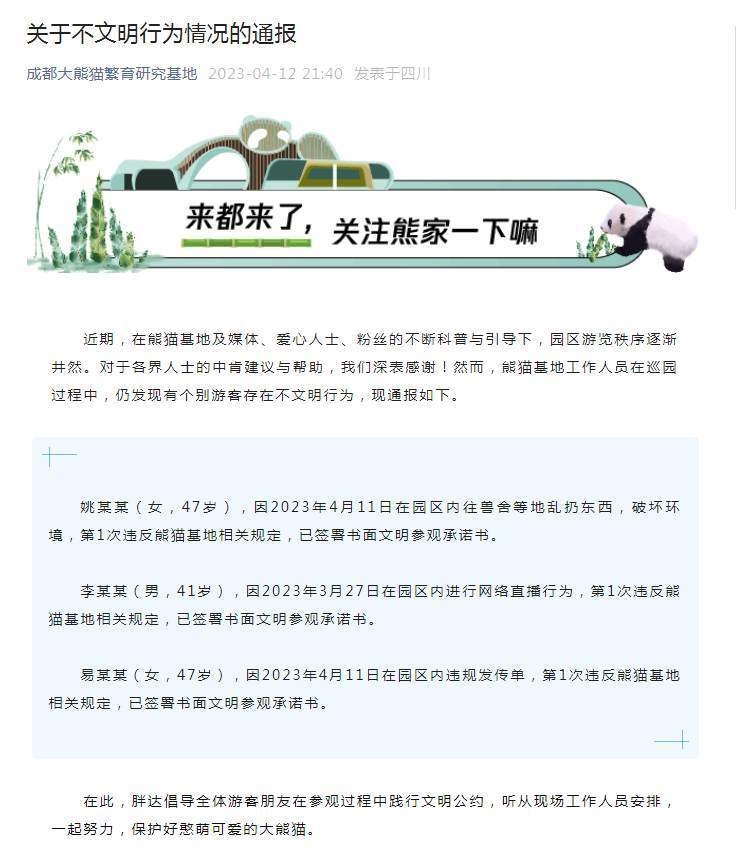 关于不文明行为情况的通报
成都大熊猫繁育研究基地 2023-04-12 21:40 发表于四川
来都来了，关注熊家一下嘛
近期，在熊猫基地及媒体、爱心人士、粉丝的不断科普与引导下，园区游览秩序逐渐
井然。对于各界人士的中肯建议与帮助，我们深表感谢！然而，熊猫基地工作人员在巡园
过程中，仍发现有个别游客存在不文明行为，现通报如下。
姚某某（女，47岁），因2023年4月11日在园区内往兽舍等地乱扔东西，破坏环
境，第1次违反熊猫基地相关规定，已签署书面文明参观承诺书。
李某某（男，41岁），因2023年3月27日在园区内进行网络直播行为，第1次违反熊
猫基地相关规定，已签署书面文明参观承诺书。
易某某（女，47岁），因2023年4月11日在园区内违规发传单，第1次违反熊猫基地
相关规定，已签署书面文明参观承诺书。
在此，胖达倡导全体游客朋友在参观过程中践行文明公约，听从现场工作人员安排，
一起努力，保护好憨萌可爱的大熊猫。